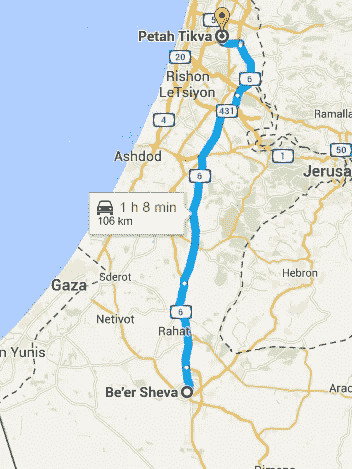 5
Petah Tikva
20
6
Rishon
LeTsiyon
431
4
Ramalla
Ashdod
1
50
Jerusa
6
1 h 8 min
106 km
Hebron
Sderot
Gaza
Netivot
6
Rahat
n Yunis
Be'er Sheva
Arad
Dimona